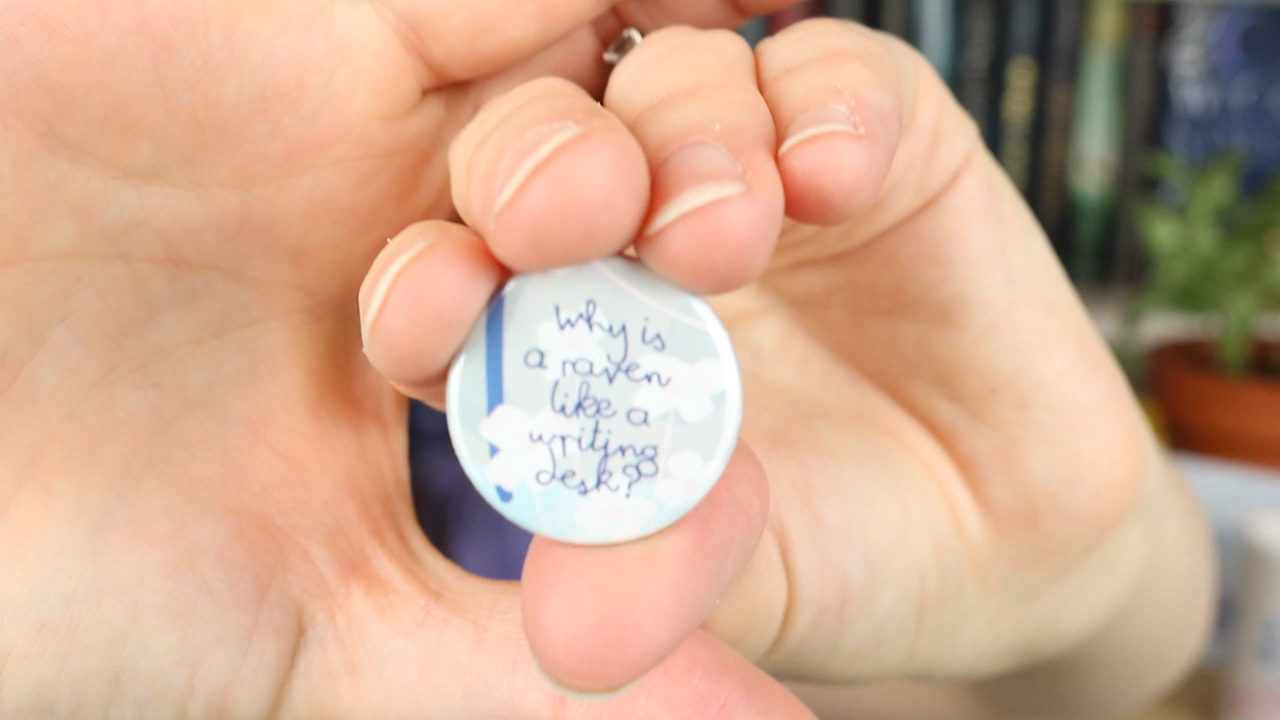 Why is
a raven
like a
writing
desk?